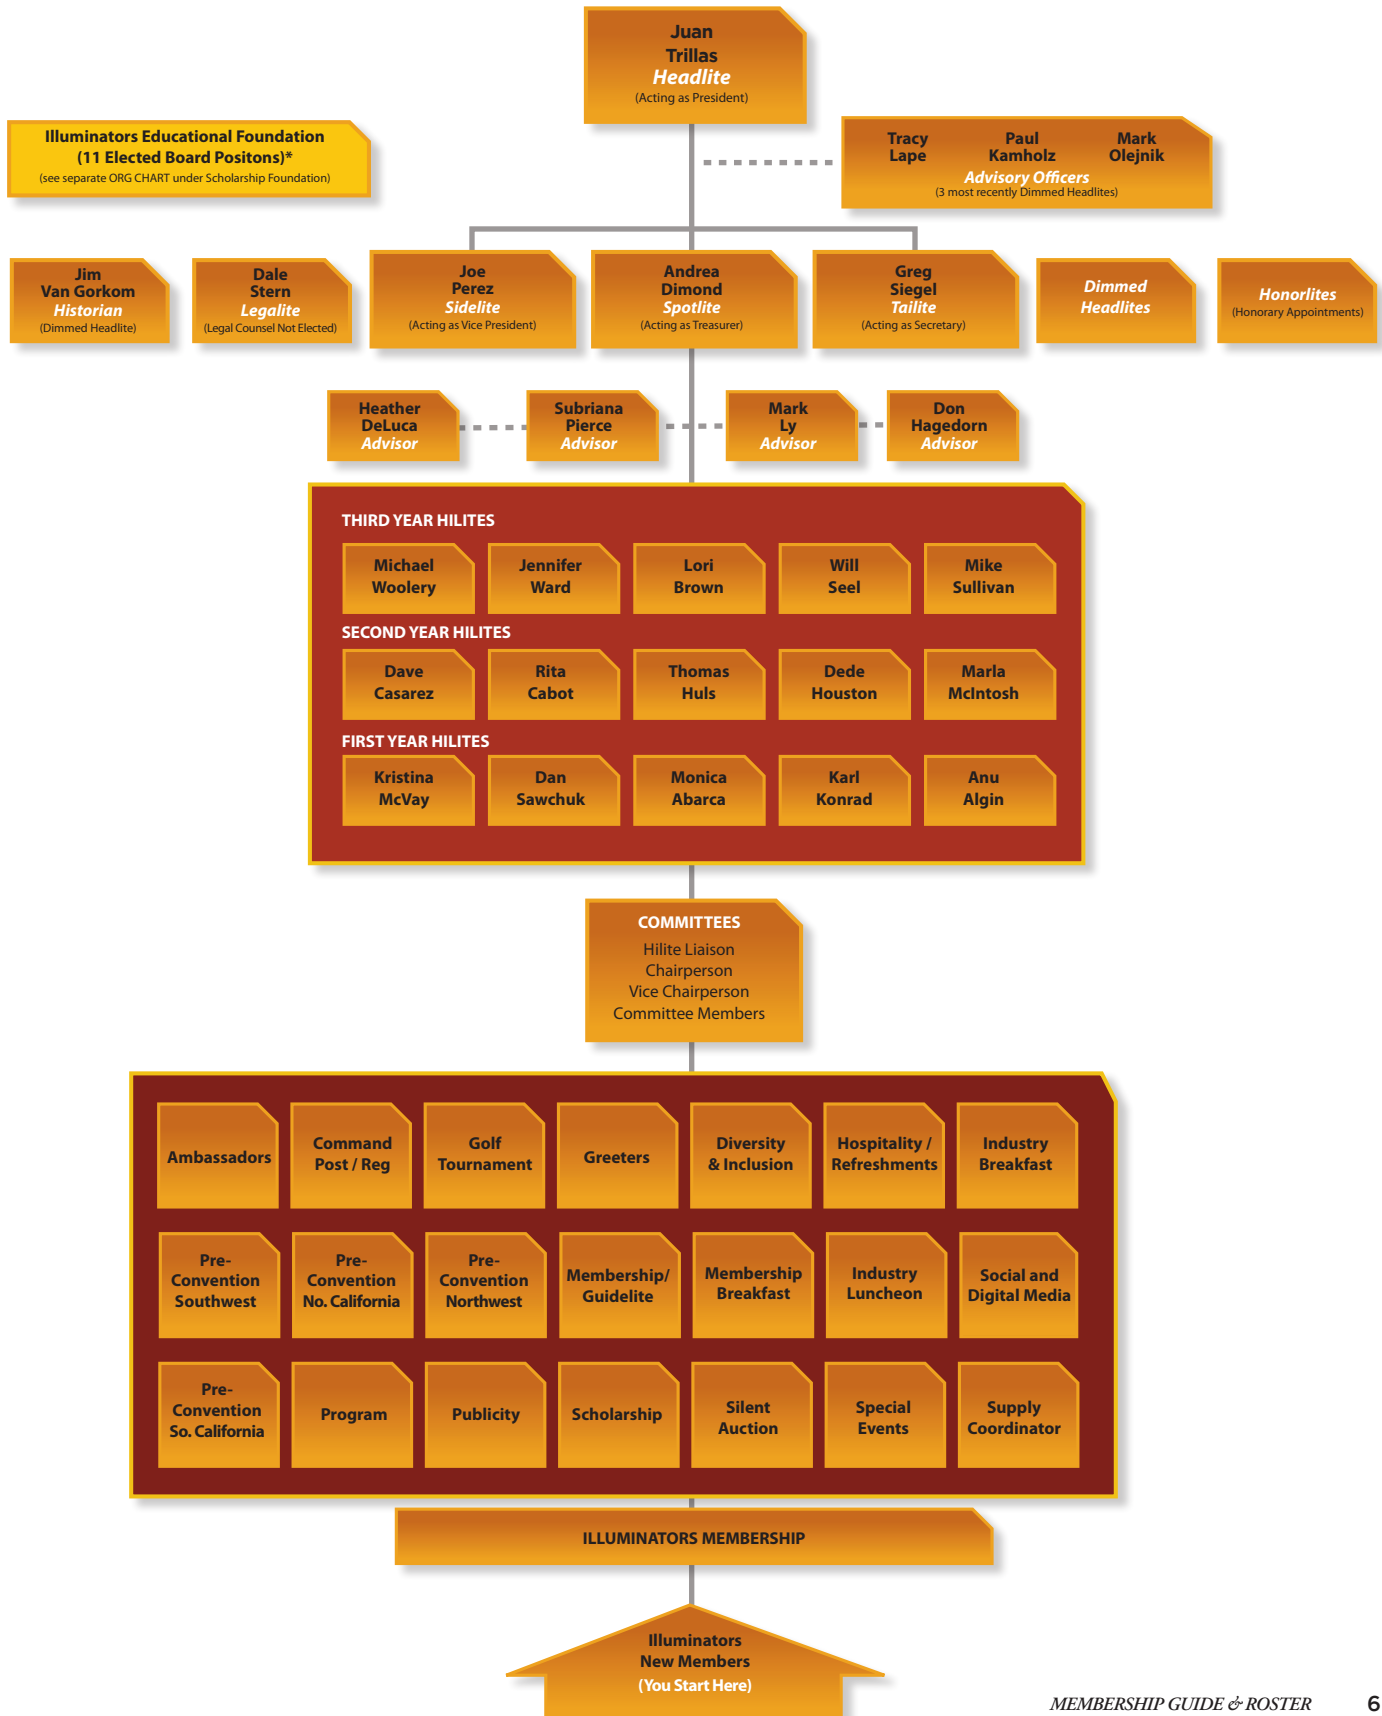 Juan
Trillas
Headlite
(Acting as President)
Illuminators Educational Foundation
(11 Elected Board Positons)*
(see separate ORG CHART under Scholarship Foundation)
Tracy
Lape
Paul
Kamholz
Mark
Olejnik
Advisory Officers
(3 most recently Dimmed Headlites)
Jim
Van Gorkom
Historian
(Dimmed Headlite)
Dale
Stern
Legalite
(Legal Counsel Not Elected)
Joe
Perez
Sidelite
(Acting as Vice President)
Andrea
Dimond
Spotlite
(Acting as Treasurer)
Greg
Siegel
Tailite
(Acting as Secretary)
Dimmed
Headlites
Honorlites
(Honorary Appointments)
Heather
DeLuca
Advisor
Subriana
Pierce
Advisor
Mark
Ly
Advisor
Don
Hagedorn
Advisor
THIRD YEAR HILITES
Michael
Woolery
Jennifer
Ward
Lori
Brown
Will
Seel
Mike
Sullivan
SECOND YEAR HILITES
Dave
Casarez
Rita
Cabot
Thomas
Huls
Dede
Houston
Marla
McIntosh
FIRST YEAR HILITES
Kristina
McVay
Dan
Sawchuk
Monica
Abarca
Karl
Konrad
Anu
Algin
COMMITTEES
Hilite Liaison
Chairperson
Vice Chairperson
Committee Members
Ambassadors
Command
Post / Reg
Golf
Tournament
Greeters
Diversity
& Inclusion
Hospitality /
Refreshments
Industry
Breakfast
Pre-
Convention
Southwest
Pre-
Convention
No. California
Pre-
Convention
Northwest
Membership/
Guidelite
Membership
Breakfast
Industry
Luncheon
Social and
Digital Media
Pre-
Convention
So. California
Program
Publicity
Scholarship
Silent
Auction
Special
Events
Supply
Coordinator
ILLUMINATORS MEMBERSHIP
Illuminators
New Members
(You Start Here)
MEMBERSHIP GUIDE & ROSTER 6